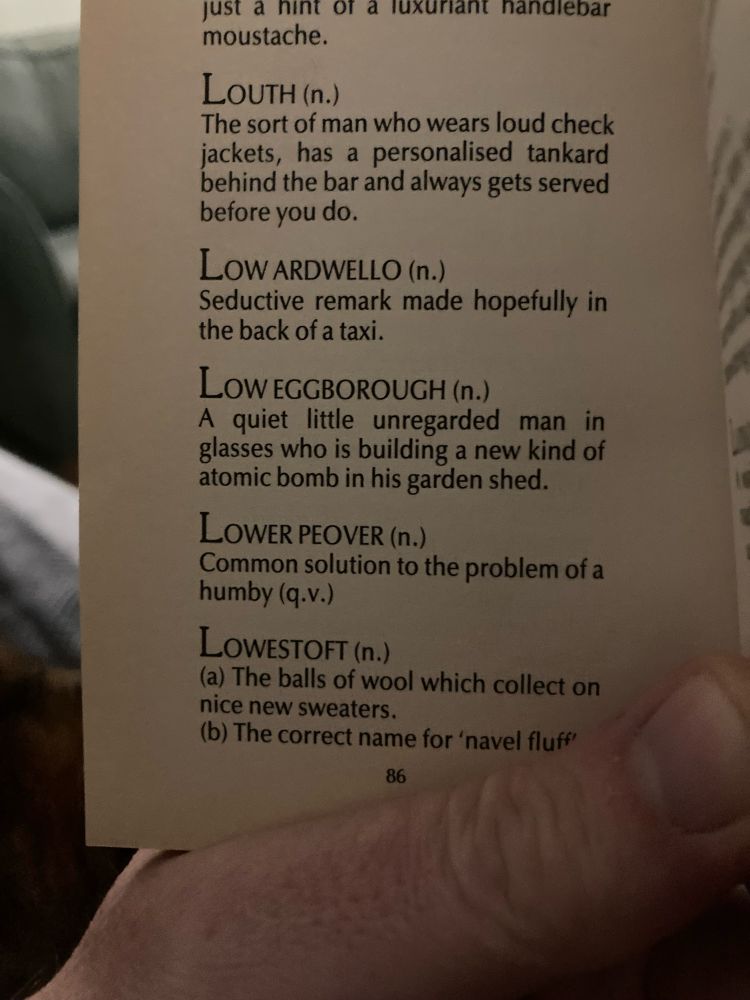 just a hint of a luxuriant handlebar
moustache.
LOUTH (n.)
The sort of man who wears loud check
jackets, has a personalised tankard
behind the bar and always gets served
before you do.
LOW ARDWELLO (n.)
Seductive remark made hopefully in
the back of a taxi.
LOW EGGBOROUGH (n.)
A quiet little unregarded man in
glasses who is building a new kind of
atomic bomb in his garden shed.
LOWER PEOVER (n.)
Common solution to the problem of a
humby (q.v.)
LOWESTOFT (n.)
(a) The balls of wool which collect on
nice new sweaters.
(b) The correct name for 'navel fluff'
86